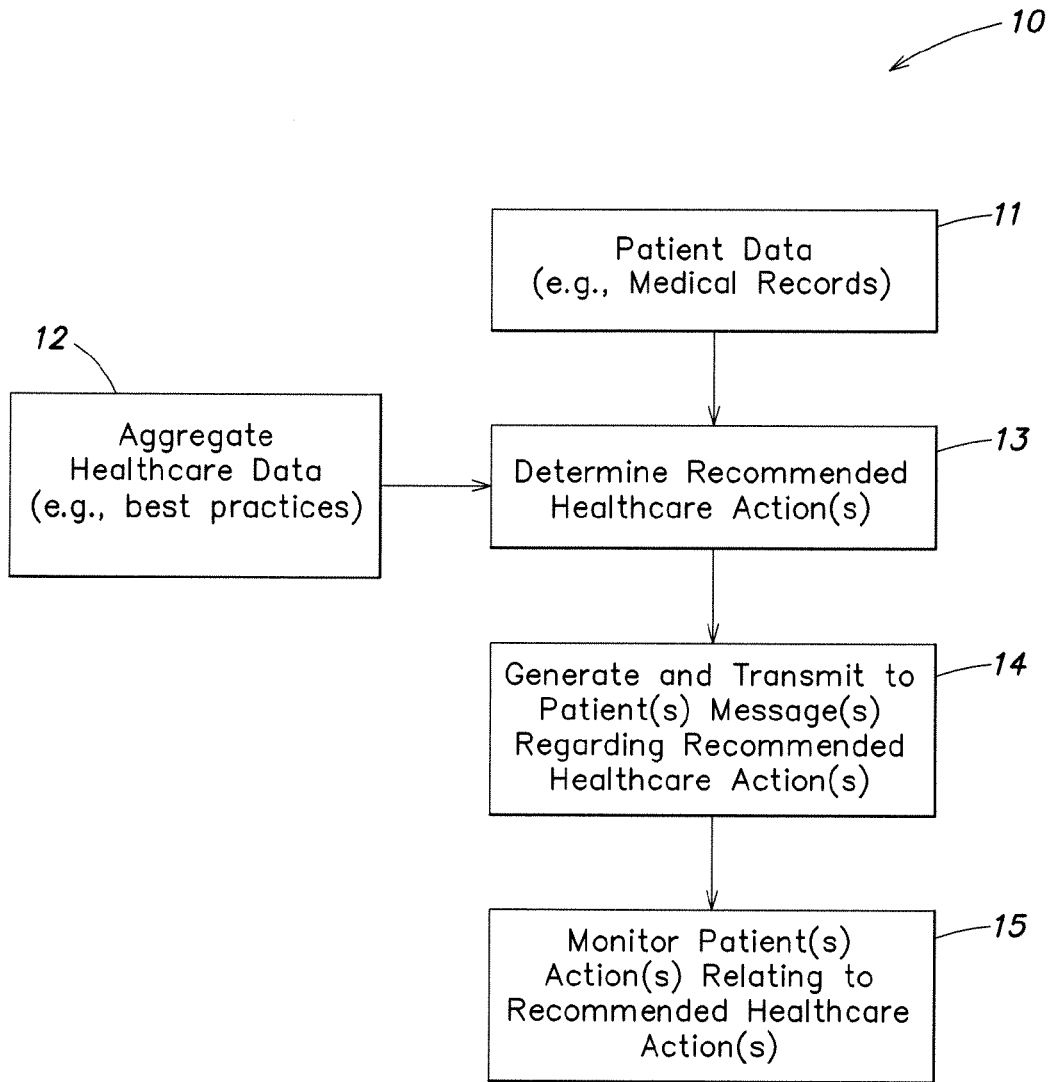 10
11
Patient Data
(e.g., Medical Records)
12
Aggregate
Healthcare Data
(e.g., best practices)
13
Determine Recommended
Healthcare Action(s)
14
Generate and Transmit to
Patient(s) Message(s)
Regarding Recommended
Healthcare Action(s)
15
Monitor Patient(s)
Action(s) Relating to
Recommended Healthcare
Action(s)